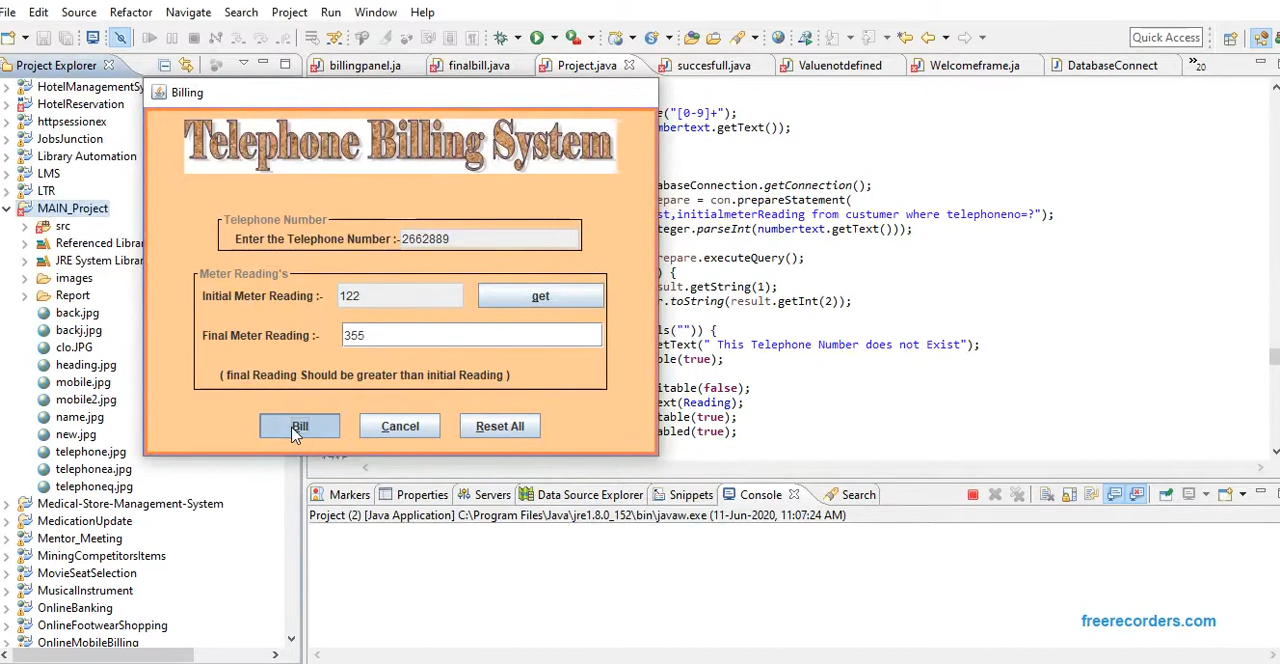 File Edit Source Refactor Navigate Search Project Run Window Help
Quick Access
Project Explorer
billingpanel.ja
finalbill.java
Project.java
succesfull.java
Valuenotdefined
Welcomeframe.ja
DatabaseConnect
»20
HotelManagementSy
HotelReservation
httpsessionex
JobsJunction
Library Automation
LMS
LTR
MAIN_Project
src
Referenced Librar
JRE System Librar
images
Report
back.jpg
backj.jpg
clo.JPG
heading.jpg
mobile.jpg
mobile2.jpg
name.jpg
new.jpg
telephone.jpg
telephonea.jpg
telephoneq.jpg
Medical-Store-Management-System
MedicationUpdate
Mentor_Meeting
MiningCompetitorsItems
MovieSeatSelection
MusicalInstrument
OnlineBanking
OnlineFootwearShopping
OnlineMobileBilling
Billing
Telephone Billing System
Telephone Number
Enter the Telephone Number :- 2662889
Meter Reading's
Initial Meter Reading :- 122 get
Final Meter Reading :- 355
( final Reading Should be greater than initial Reading )
Bill Cancel Reset All
e("[0-9]+");
umbertext.getText());
abaseConnection.getConnection();
epare = con.prepareStatement(
st,initialmeterReading from custumer where telephoneno=?");
nteger.parseInt(numbertext.getText()));
epare.executeQuery();
) {
result.getString(1);
r.toString(result.getInt(2));
ls("")) {
etText(" This Telephone Number does not Exist");
ble(true);
itable(false);
xt(Reading);
table(true);
abled(true);
Markers Properties Servers Data Source Explorer Snippets Console Search
Project (2) [Java Application] C:\Program Files\Java\jre1.8.0_152\bin\javaw.exe (11-Jun-2020, 11:07:24 AM)
freerecorders.com